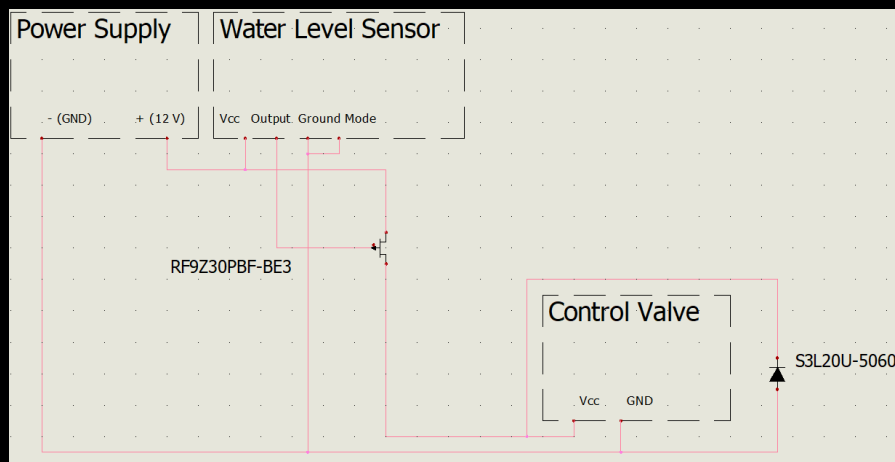 Power Supply
Water Level Sensor
- (GND)
+ (12 V)
Vcc Output Ground Mode
RF9Z30PBF-BE3
Control Valve
S3L20U-5060
Vcc
GND